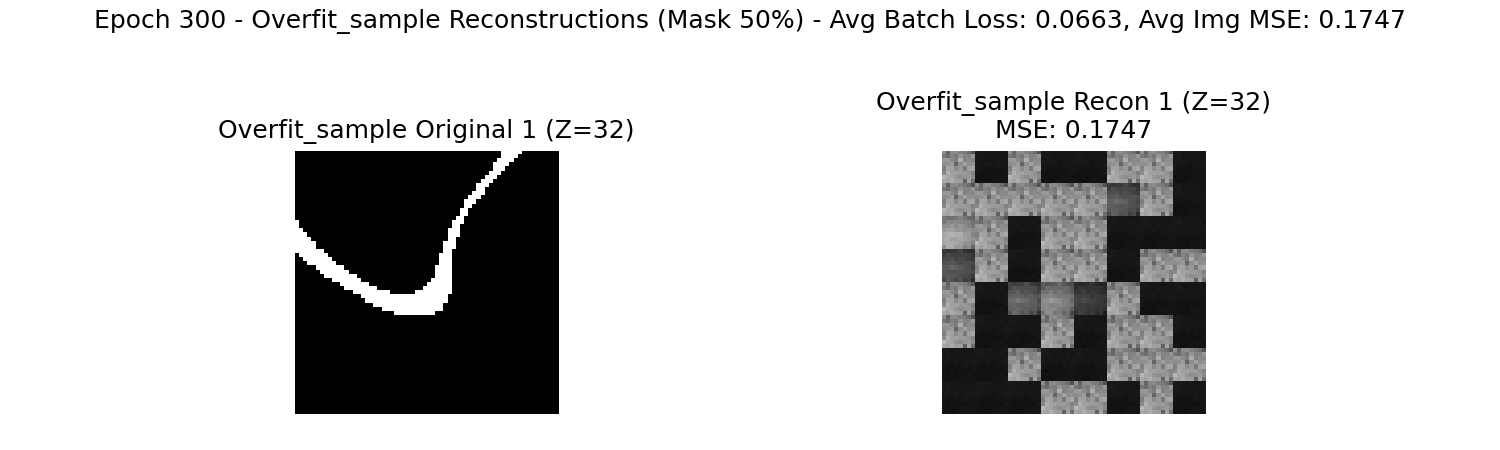 Epoch 300 - Overfit_sample Reconstructions (Mask 50%) - Avg Batch Loss: 0.0663, Avg Img MSE: 0.1747
Overfit_sample Original 1 (Z=32)
Overfit_sample Recon 1 (Z=32)
MSE: 0.1747